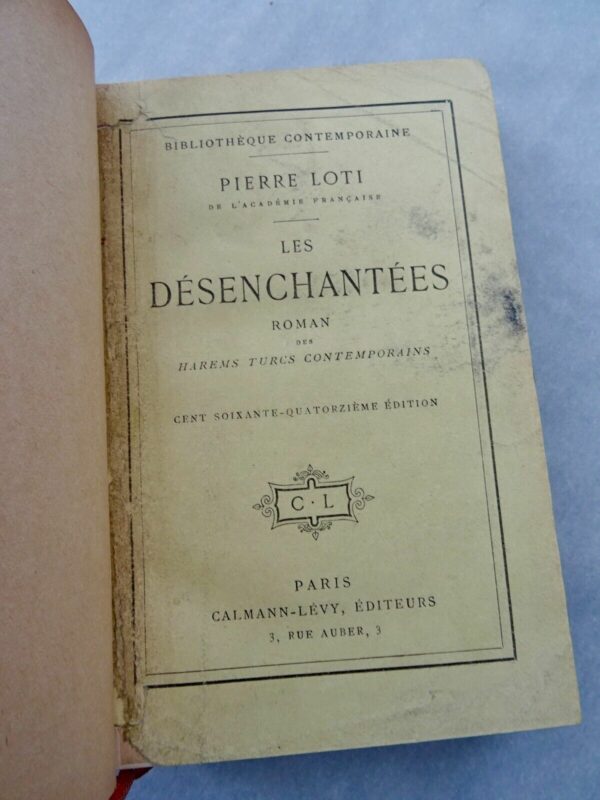 BIBLIOTHÈQUE CONTEMPORAINE
PIERRE LOTI
DE L'ACADÉMIE FRANÇAISE
LES
DÉSENCHANTÉES
ROMAN
DES
HAREMS TURCS CONTEMPORAINS
CENT SOIXANTE-QUATORZIÈME ÉDITION
C · L
PARIS
CALMANN-LÉVY, ÉDITEURS
3, RUE AUBER, 3